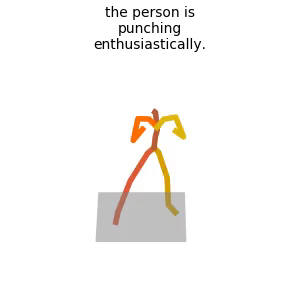 the person is
punching
enthusiastically.